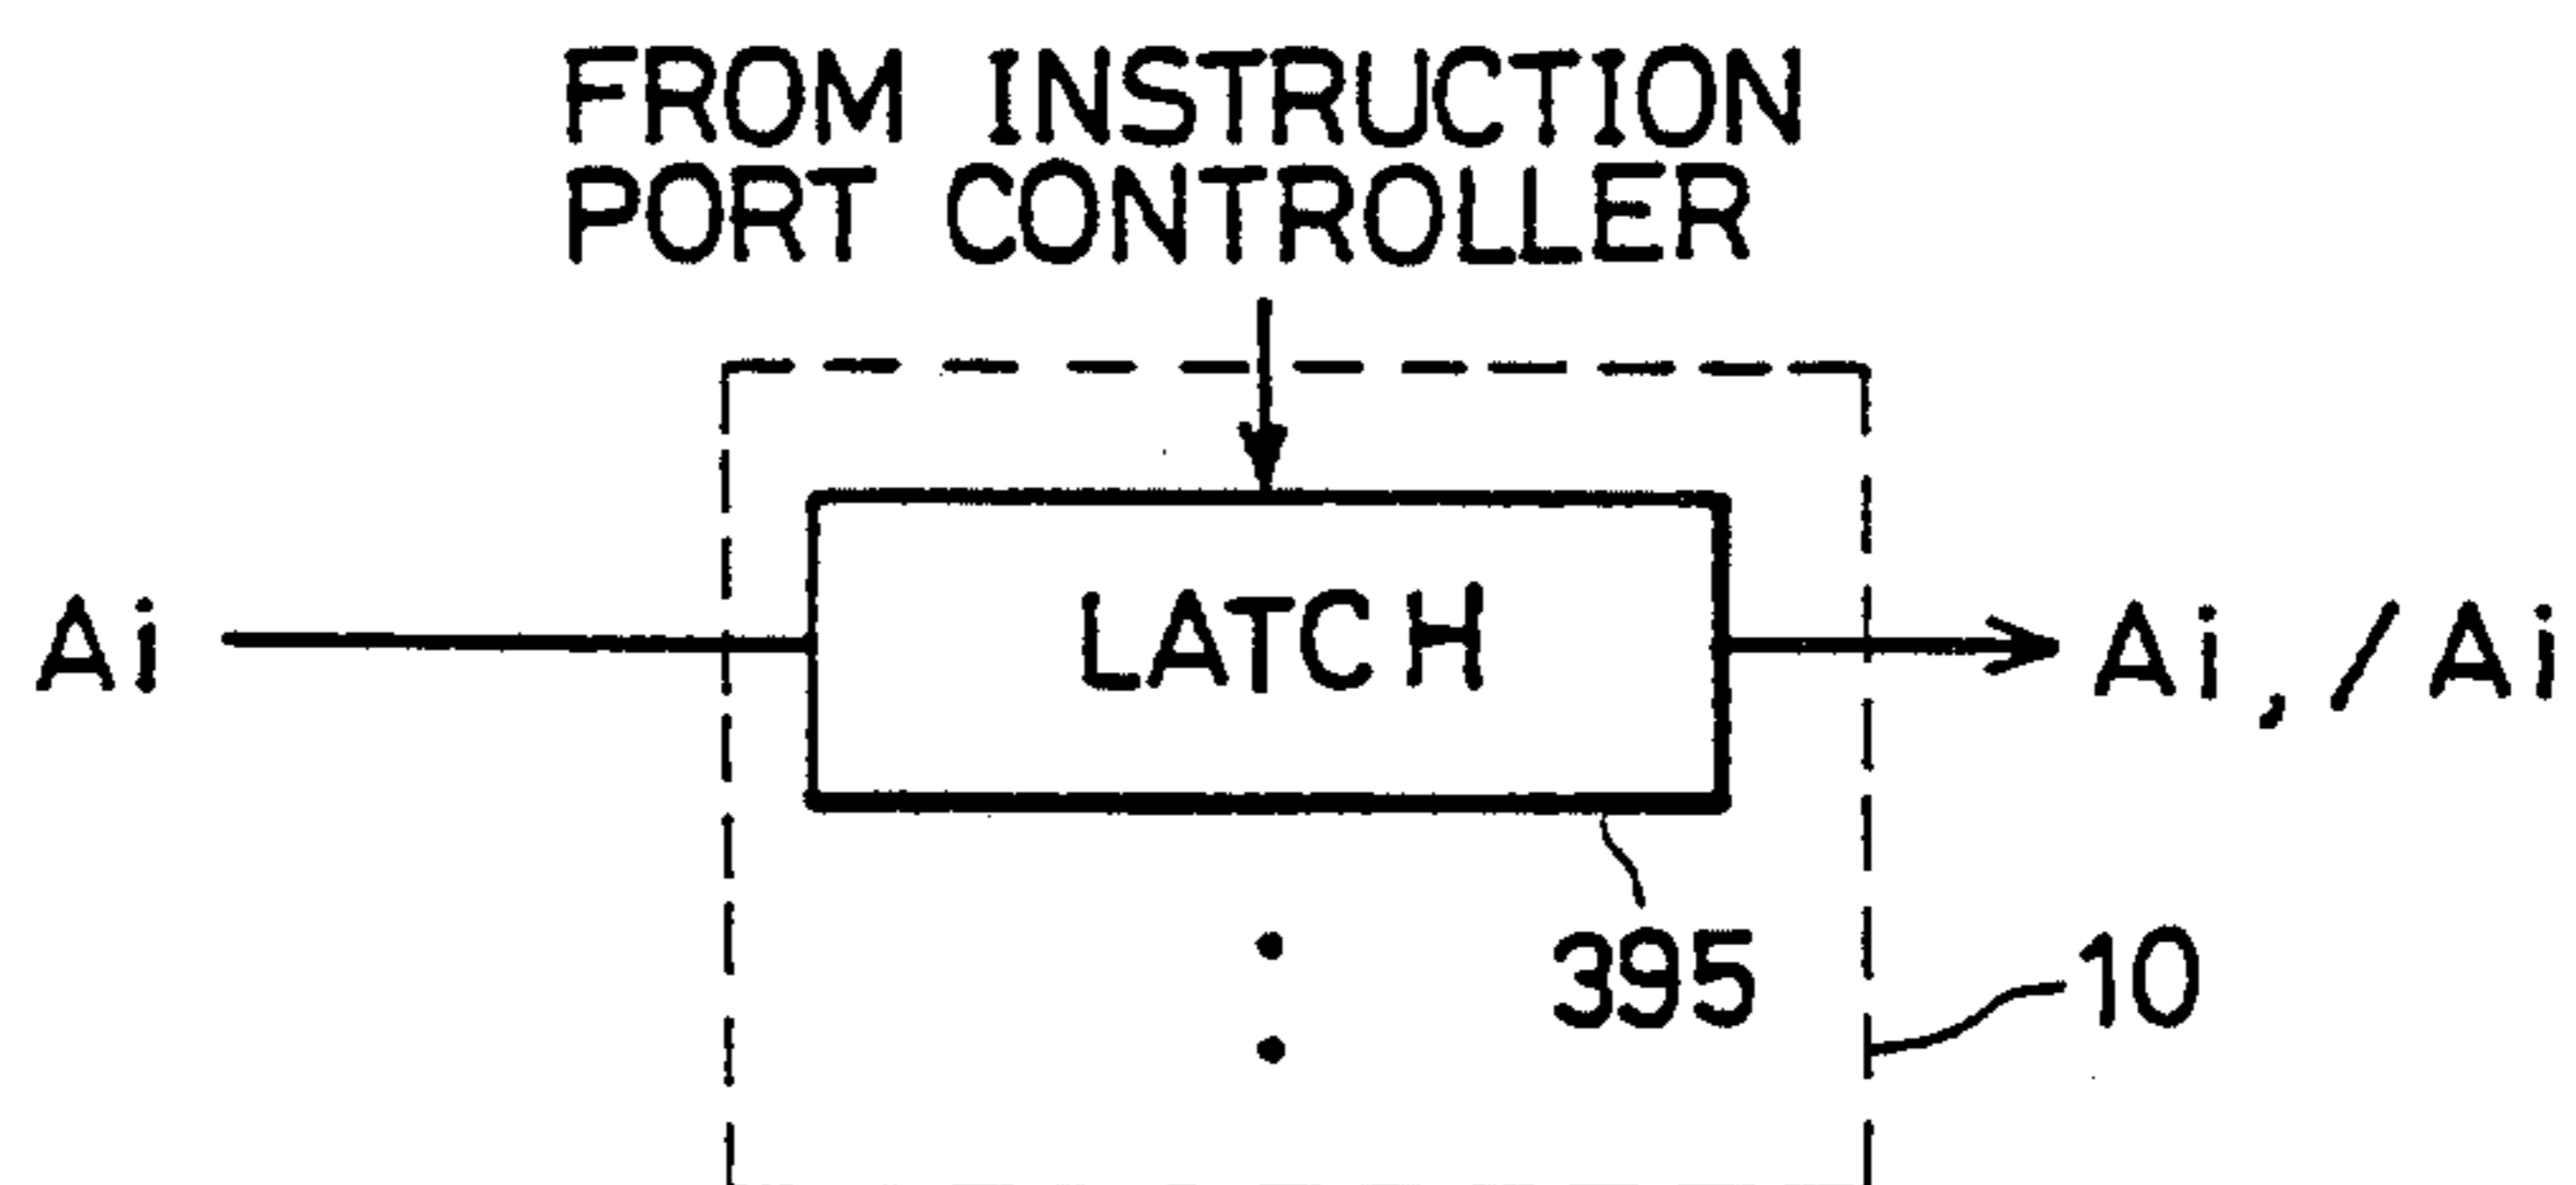 FROM INSTRUCTION
PORT CONTROLLER
Ai
LATCH
Ai, /Ai
395
10